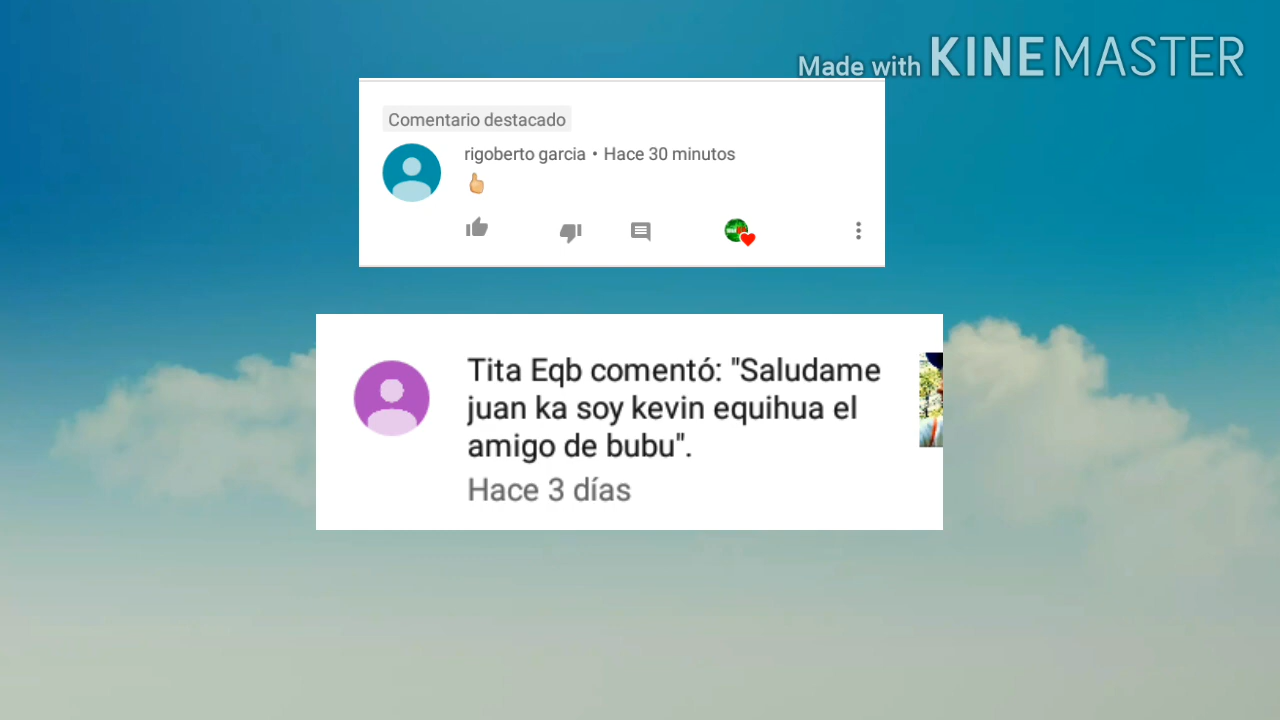 Made with KINEMASTER
Comentario destacado
rigoberto garcia • Hace 30 minutos
Tita Eqb comentó: "Saludame
juan ka soy kevin equihua el
amigo de bubu".
Hace 3 días